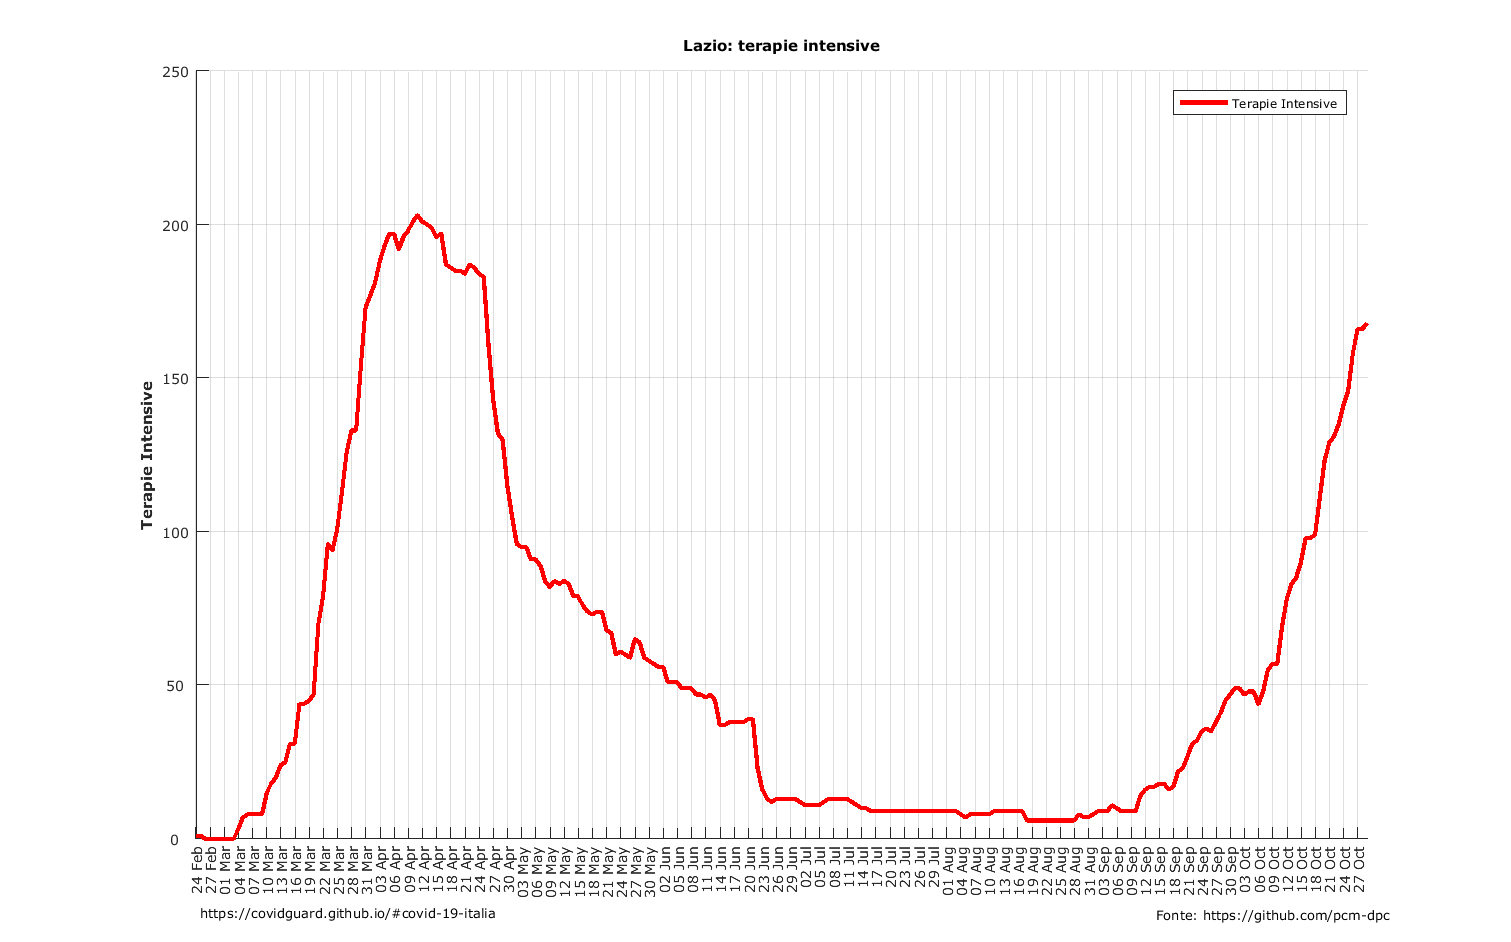 Lazio: terapie intensive
250
200
150
100
50
0
Terapie Intensive
Terapie Intensive
24 Feb
27 Feb
01 Mar
04 Mar
07 Mar
10 Mar
13 Mar
16 Mar
19 Mar
22 Mar
25 Mar
28 Mar
31 Mar
03 Apr
06 Apr
09 Apr
12 Apr
15 Apr
18 Apr
21 Apr
24 Apr
27 Apr
30 Apr
03 May
06 May
09 May
12 May
15 May
18 May
21 May
24 May
27 May
30 May
02 Jun
05 Jun
08 Jun
11 Jun
14 Jun
17 Jun
20 Jun
23 Jun
26 Jun
29 Jun
02 Jul
05 Jul
08 Jul
11 Jul
14 Jul
17 Jul
20 Jul
23 Jul
26 Jul
29 Jul
01 Aug
04 Aug
07 Aug
10 Aug
13 Aug
16 Aug
19 Aug
22 Aug
25 Aug
28 Aug
31 Aug
03 Sep
06 Sep
09 Sep
12 Sep
15 Sep
18 Sep
21 Sep
24 Sep
27 Sep
30 Sep
03 Oct
06 Oct
09 Oct
12 Oct
15 Oct
18 Oct
21 Oct
24 Oct
27 Oct
https://covidguard.github.io/#covid-19-italia
Fonte: https://github.com/pcm-dpc